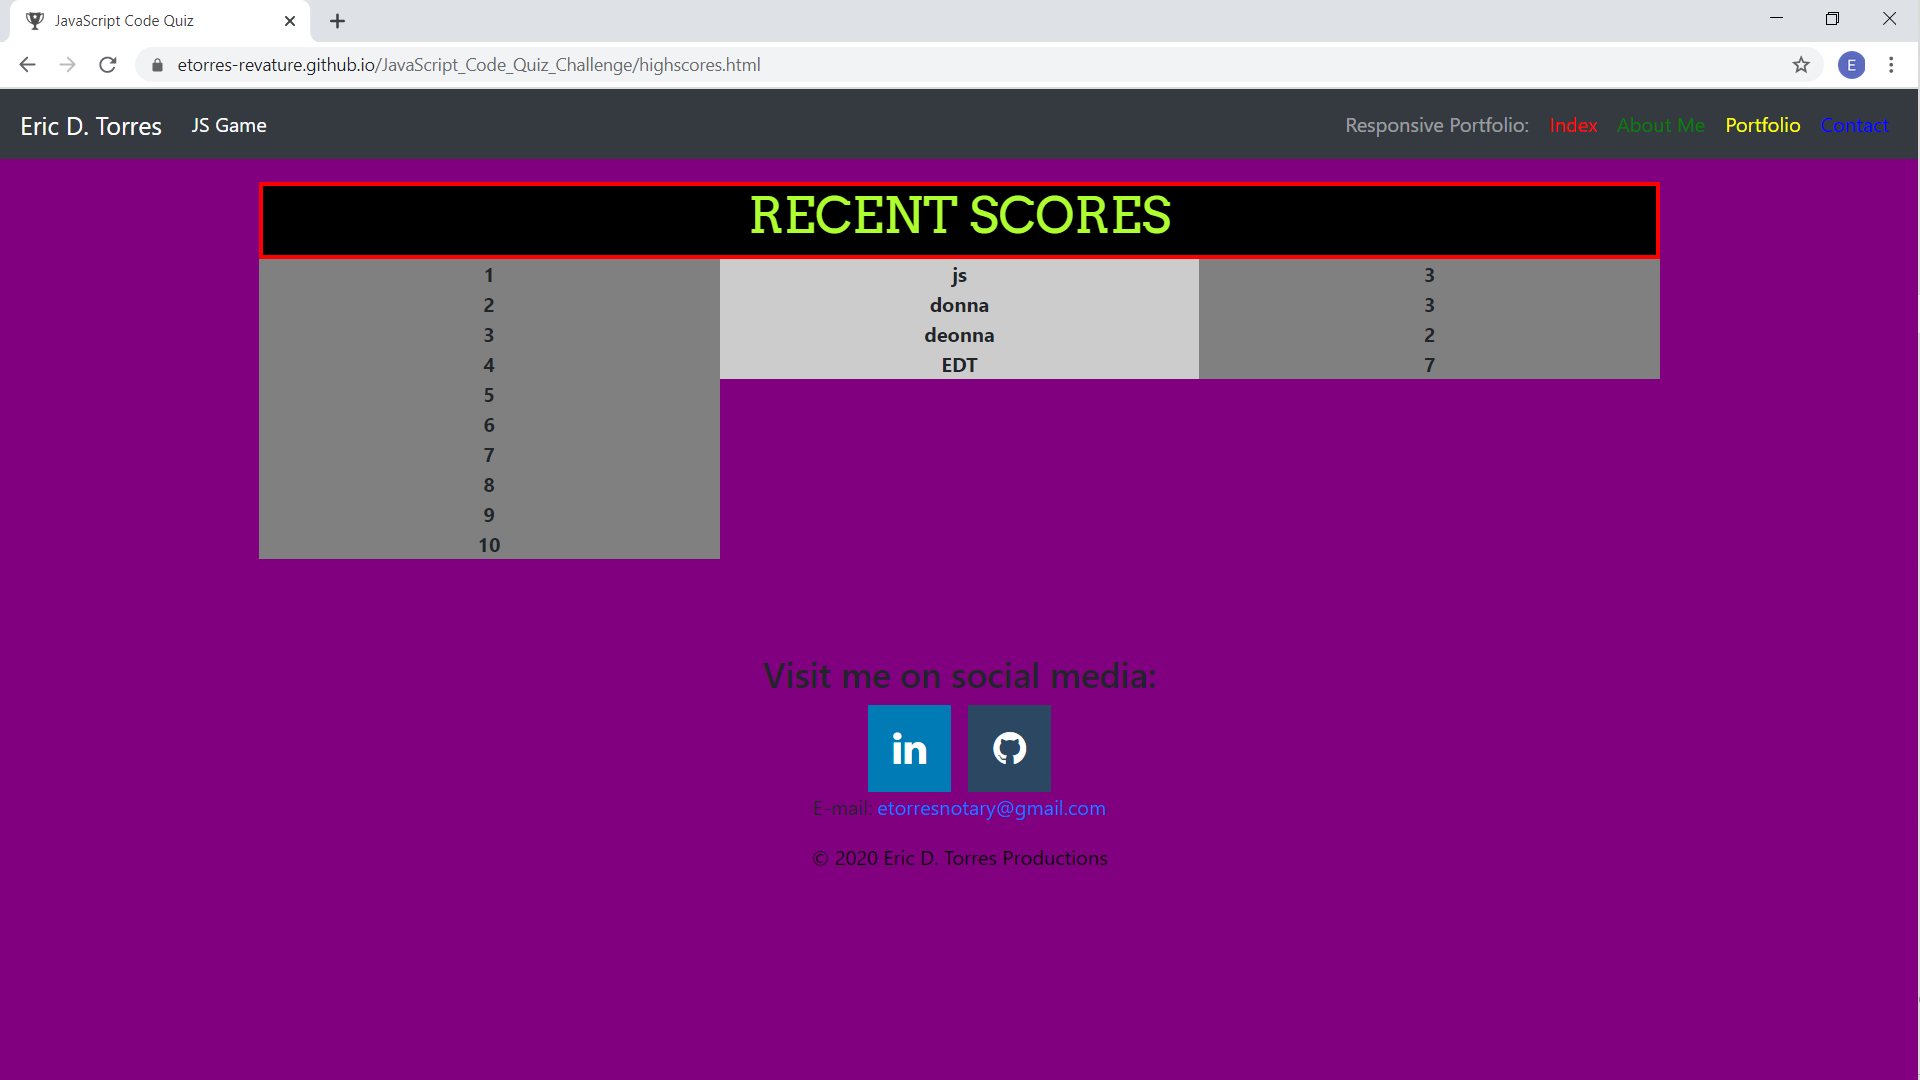 JavaScript Code Quiz
etorres-revature.github.io/JavaScript_Code_Quiz_Challenge/highscores.html
E
Eric D. Torres JS Game Responsive Portfolio: Index About Me Portfolio Contact
RECENT SCORES
1 js 3
2 donna 3
3 deonna 2
4 EDT 7
5
6
7
8
9
10
Visit me on social media:
in
E-mail: etorresnotary@gmail.com
© 2020 Eric D. Torres Productions